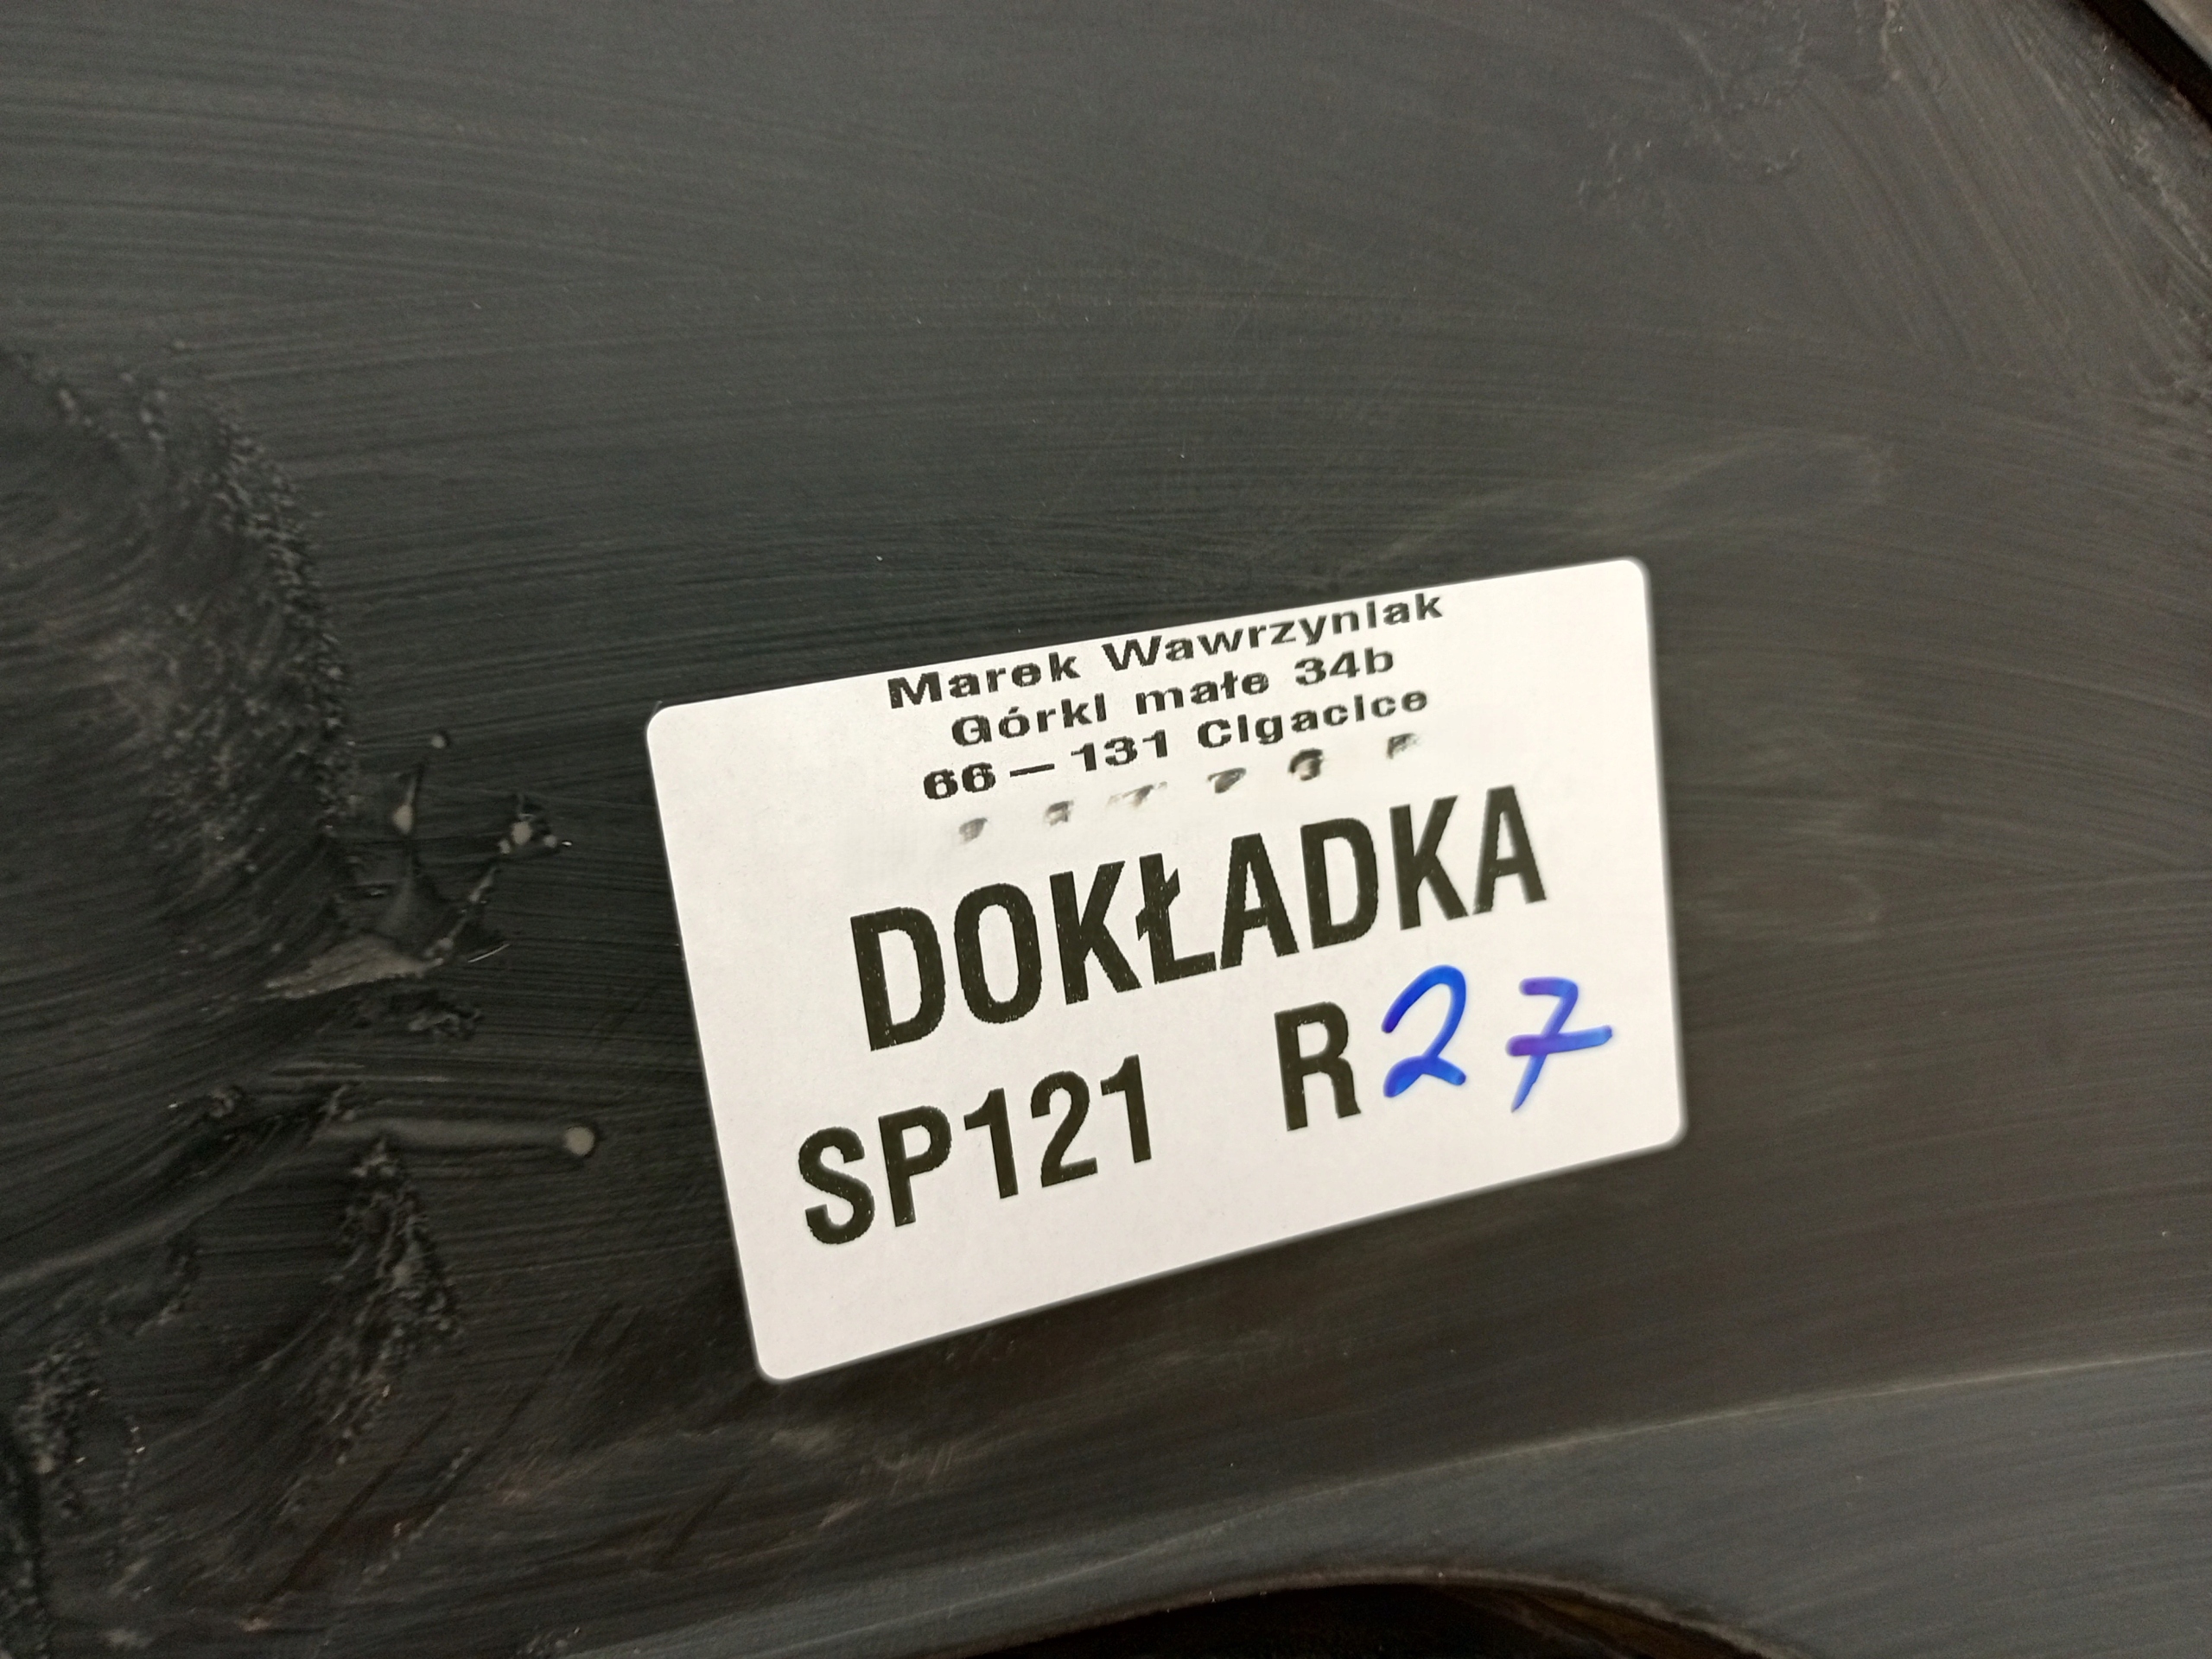 Marek Wawrzyniak
Górki małe 34b
66-131 Cigacice
DOKŁADKA
SP121 R27